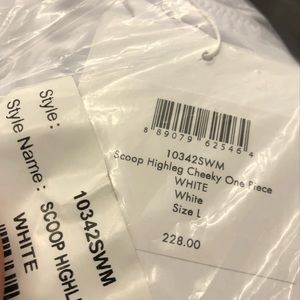 8 89079 62546 4
10342SWM
Scoop Highleg Cheeky One Piece
WHITE
White
Size L
228.00
Style: 10342SWM
Style Name: SCOOP HIGHL
WHITE